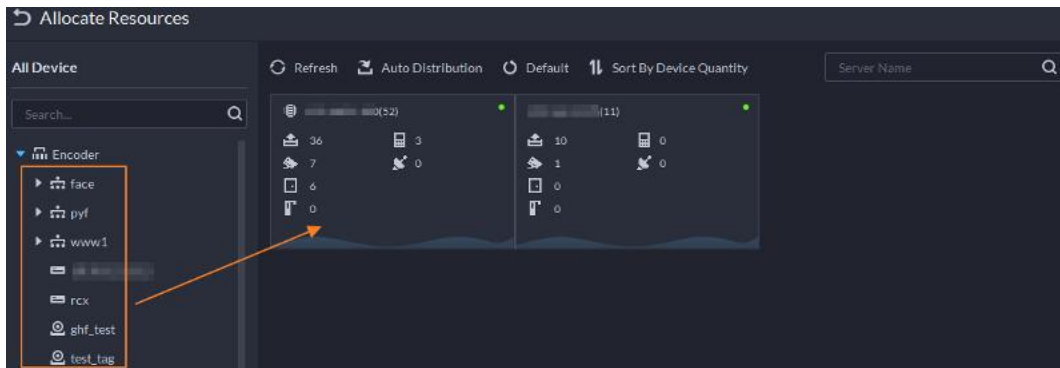 Allocate Resources
All Device
Refresh Auto Distribution Default Sort By Device Quantity Server Name
Search...
0(52)
(11)
Encoder
36 3 10 0
7 0 1 0
face
6 0
pyf
0 0
www1
rcx
ghf_test
test_tag